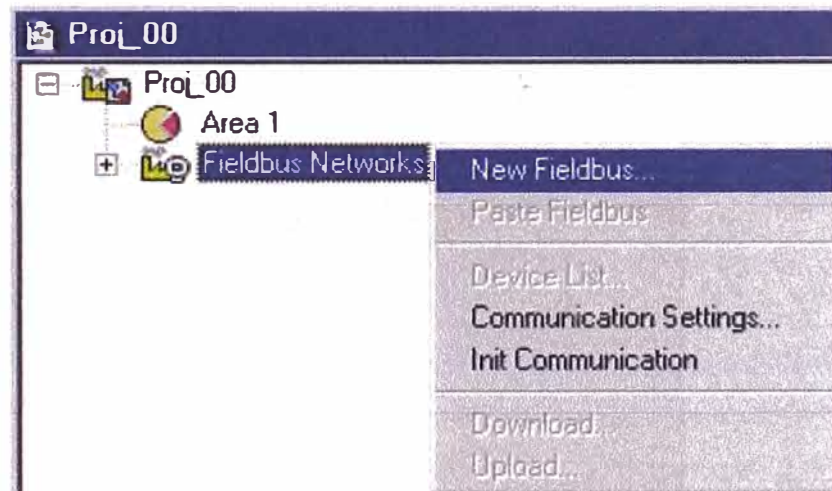 Proj_00
Proj_00
Area 1
Fieldbus Networks
New Fieldbus...
Paste Fieldbus
Device List...
Communication Settings...
Init Communication
Download...
Upload...